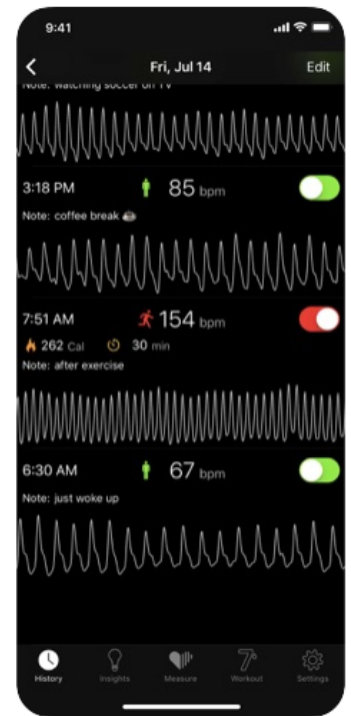 9:41
Fri, Jul 14 Edit
Note: watching soccer on TV
3:18 PM 85 bpm
Note: coffee break ☕
7:51 AM 154 bpm
262 Cal 30 min
Note: after exercise
6:30 AM 67 bpm
Note: just woke up
History Insights Measure Workout Settings